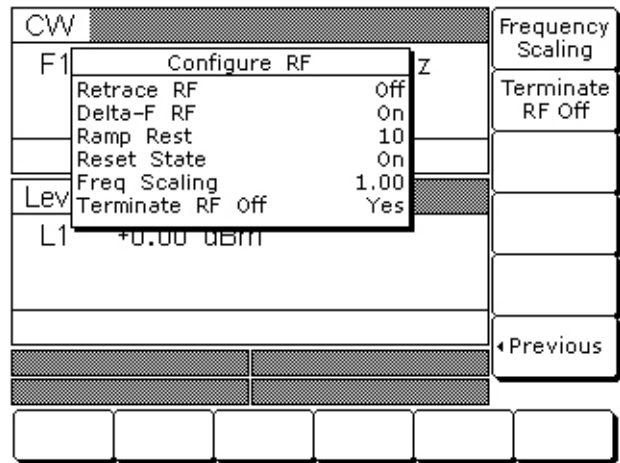 CW
F1
z
Configure RF
Retrace RF Off
Delta-F RF On
Ramp Rest 10
Reset State On
Freq Scaling 1.00
Terminate RF Off Yes
Lev
L1 +0.00 dBm
Frequency
Scaling
Terminate
RF Off
Previous